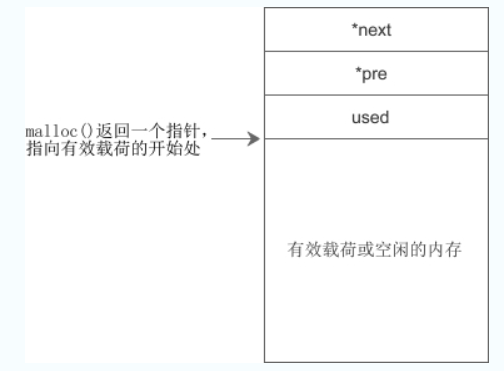 *next
*pre
used
malloc()返回一个指针,
指向有效载荷的开始处
有效载荷或空闲的内存